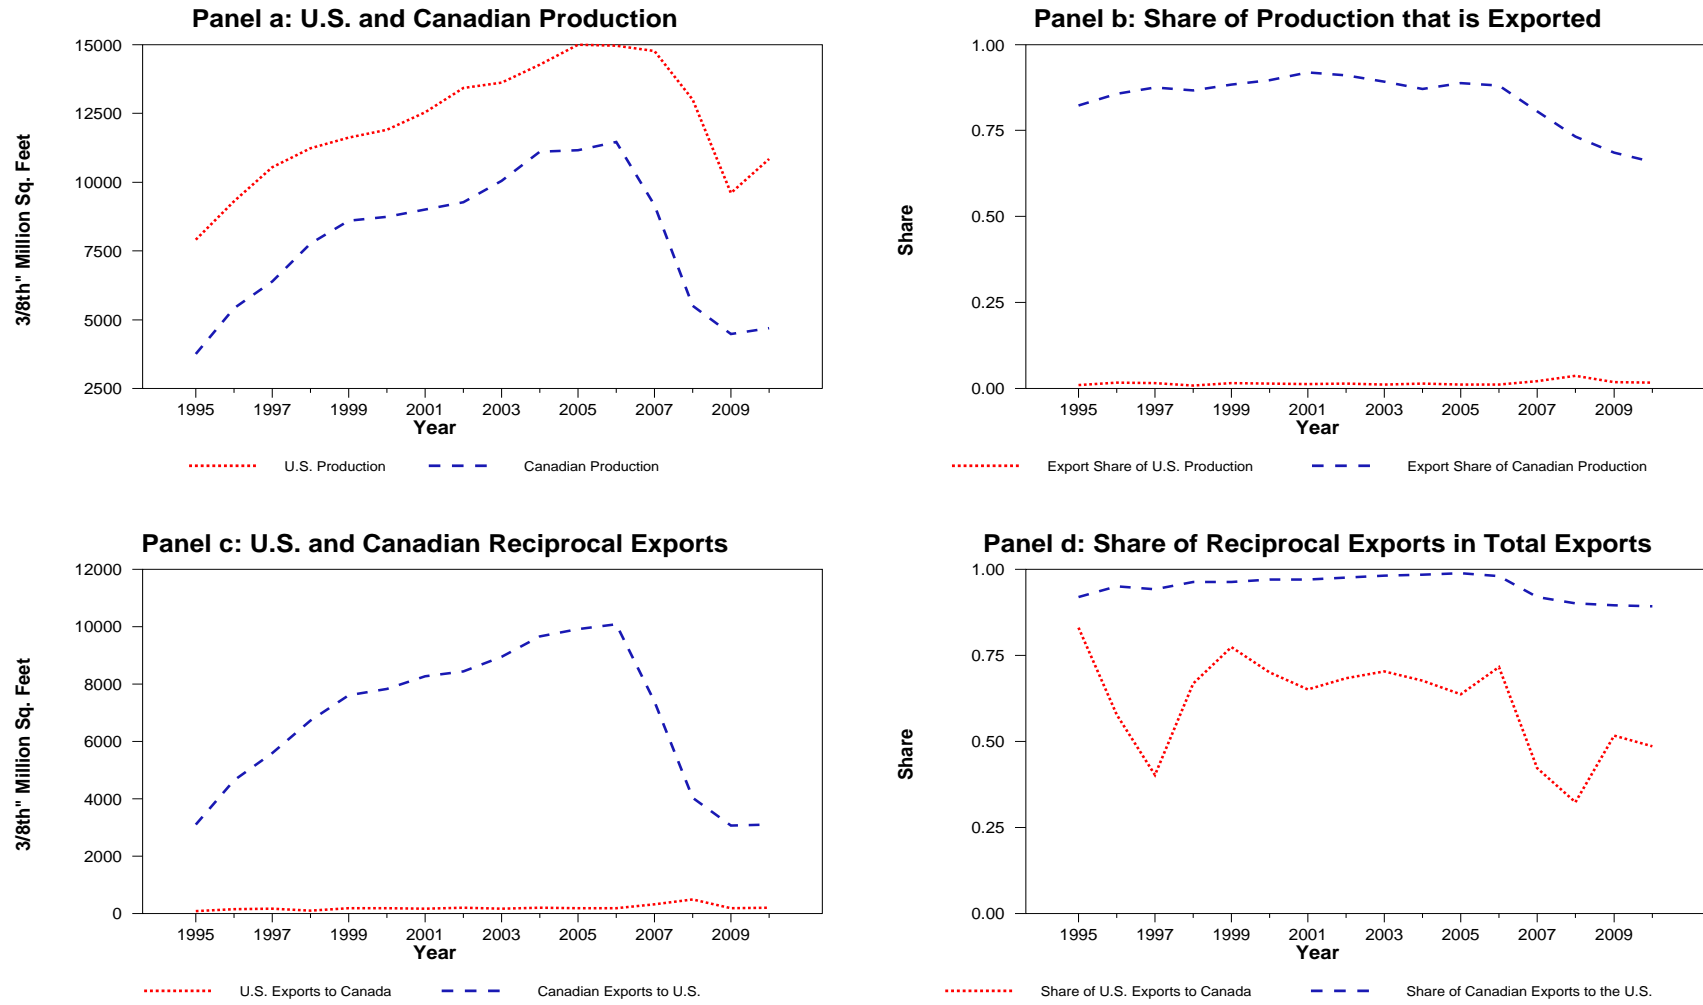 Panel a: U.S. and Canadian Production
15000
12500
10000
7500
5000
2500
3/8th" Million Sq. Feet
1995 1997 1999 2001 2003 2005 2007 2009
Year
U.S. Production Canadian Production
Panel b: Share of Production that is Exported
1.00
0.75
0.50
0.25
0.00
Share
1995 1997 1999 2001 2003 2005 2007 2009
Year
Export Share of U.S. Production Export Share of Canadian Production
Panel c: U.S. and Canadian Reciprocal Exports
12000
10000
8000
6000
4000
2000
0
3/8th" Million Sq. Feet
1995 1997 1999 2001 2003 2005 2007 2009
Year
U.S. Exports to Canada Canadian Exports to U.S.
Panel d: Share of Reciprocal Exports in Total Exports
1.00
0.75
0.50
0.25
0.00
Share
1995 1997 1999 2001 2003 2005 2007 2009
Year
Share of U.S. Exports to Canada Share of Canadian Exports to the U.S.